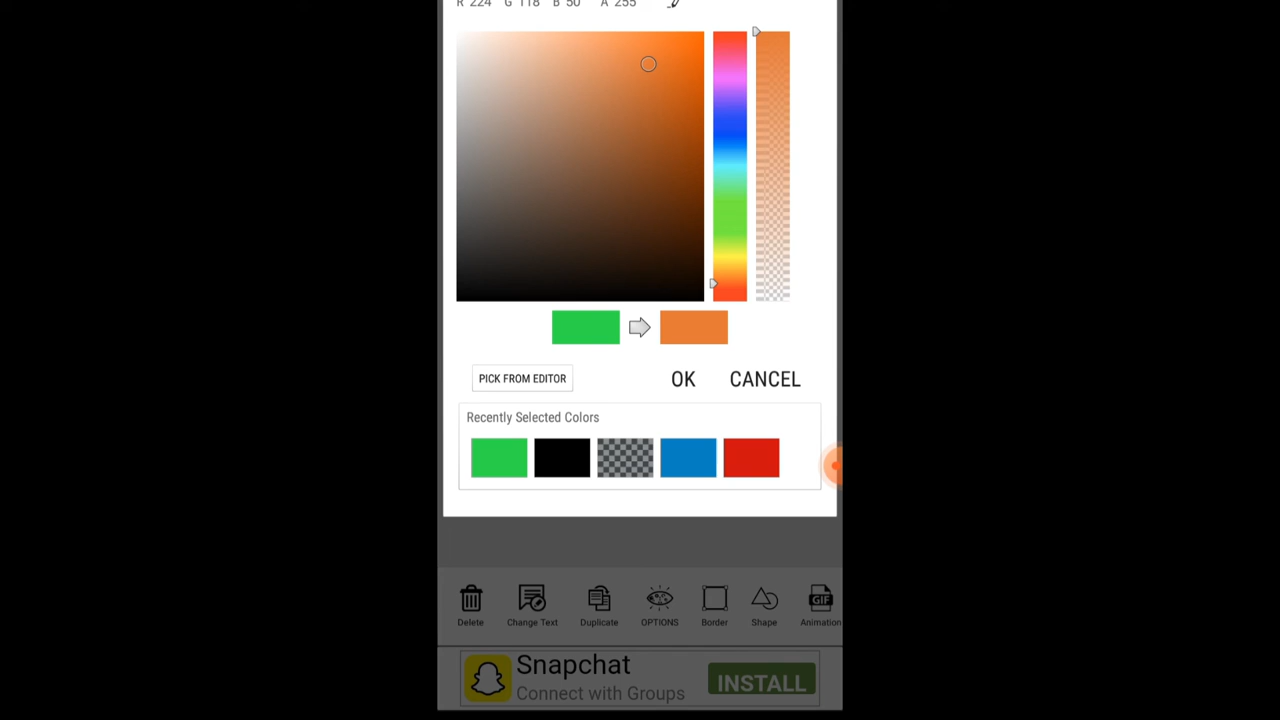 R 224 G 118 B 50 A 255
PICK FROM EDITOR
OK
CANCEL
Recently Selected Colors
Delete
Change Text
Duplicate
OPTIONS
Border
Shape
GIF
Animation
Snapchat
Connect with Groups
INSTALL